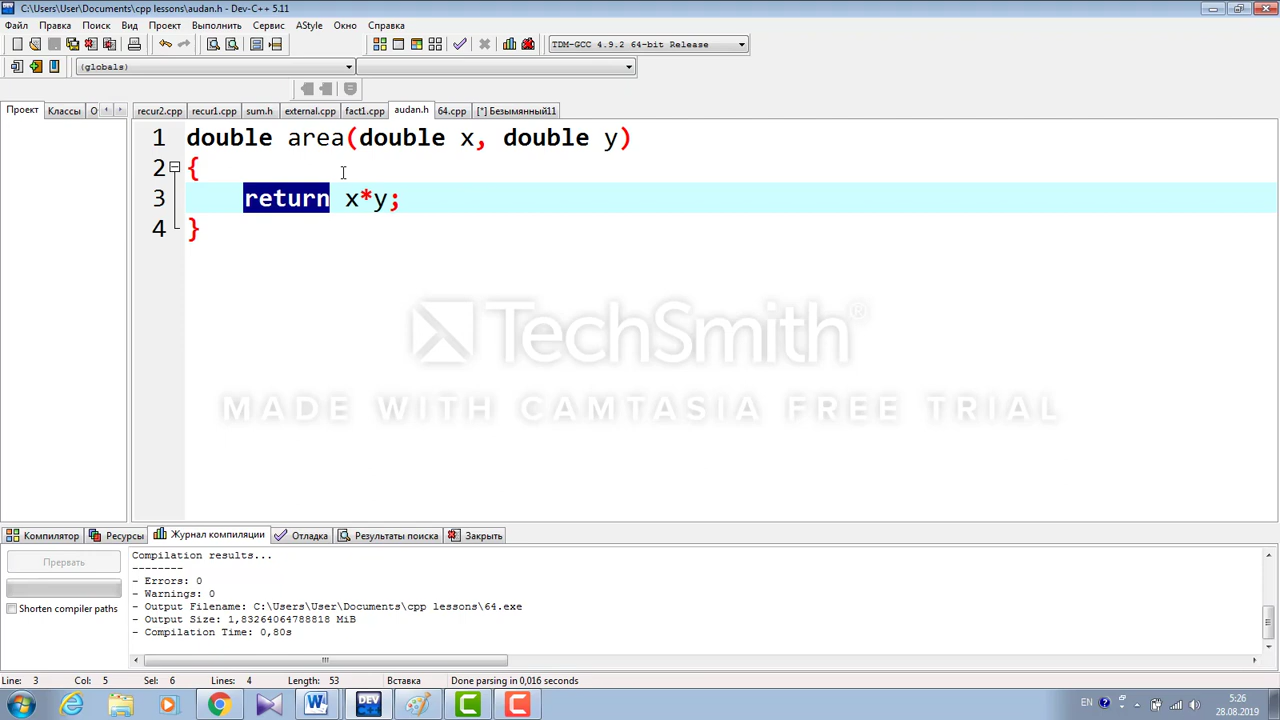 C:\Users\User\Documents\cpp lessons\audan.h - Dev-C++ 5.11
Файл Правка Поиск Вид Проект Выполнить Сервис AStyle Окно Справка
TDM-GCC 4.9.2 64-bit Release
(globals)
Проект Классы О recur2.cpp recur1.cpp sum.h external.cpp fact1.cpp audan.h 64.cpp [*] Безымянный11
1 double area(double x, double y)
2 {
3 return x*y;
4 }
TechSmith®
MADE WITH CAMTASIA FREE TRIAL
Компилятор Ресурсы Журнал компиляции Отладка Результаты поиска Закрыть
Прервать
Shorten compiler paths
Compilation results...
--------
- Errors: 0
- Warnings: 0
- Output Filename: C:\Users\User\Documents\cpp lessons\64.exe
- Output Size: 1,83264064788818 MiB
- Compilation Time: 0,80s
Line: 3 Col: 5 Sel: 6 Lines: 4 Length: 53 Вставка Done parsing in 0,016 seconds
W DEV C C EN 5:26
28.08.2019